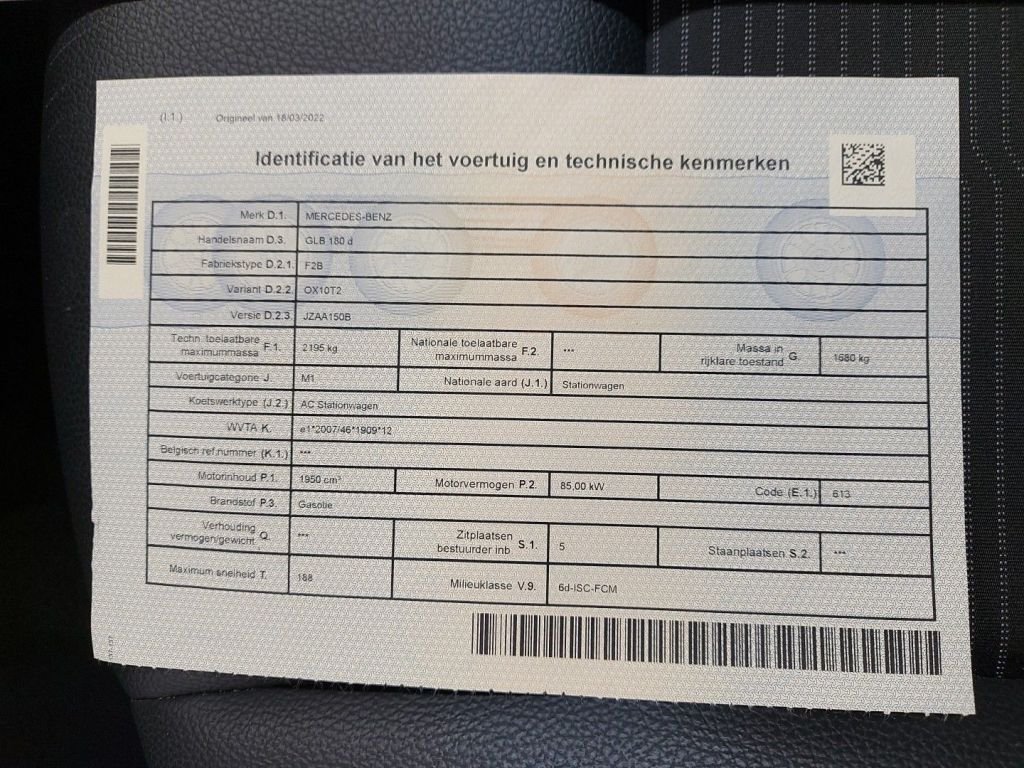 (I.1.) Origineel van 18/03/2022
Identificatie van het voertuig en technische kenmerken
Merk D.1. MERCEDES-BENZ
Handelsnaam D.3. GLB 180 d
Fabriekstype D.2.1. F2B
Variant D.2.2. OX10T2
Versie D.2.3. JZAA150B
Techn. toelaatbare maximummassa F.1. 2195 kg Nationale toelaatbare maximummassa F.2. --- Massa in rijklare toestand G. 1680 kg
Voertuigcategorie J. M1 Nationale aard (J.1.) Stationwagen
Koetswerktype (J.2.) AC Stationwagen
WVTA K. e1*2007/46*1909*12
Belgisch ref.nummer (K.1.) ---
Motorinhoud P.1. 1950 cm³ Motorvermogen P.2. 85,00 kW Code (E.1.) 613
Brandstof P.3. Gasolie
Verhouding vermogen/gewicht Q. --- Zitplaatsen bestuurder inb. S.1. 5 Staanplaatsen S.2. ---
Maximum snelheid T. 188 Milieuklasse V.9. 6d-ISC-FCM